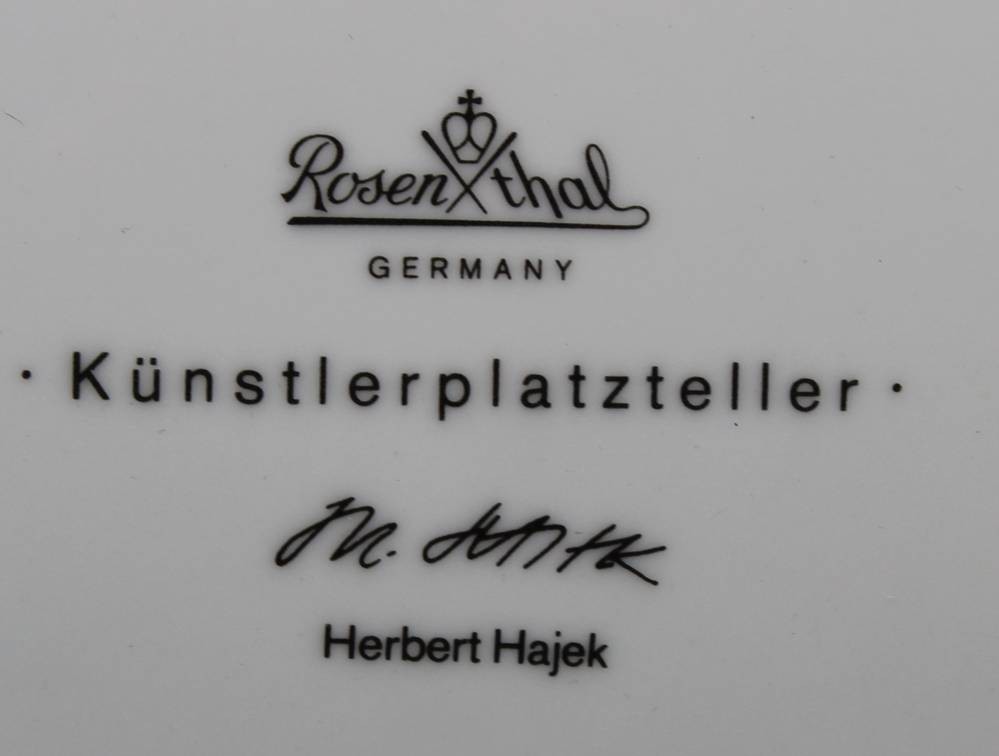 Rosenthal
GERMANY
· Künstlerplatzteller ·
Herbert Hajek